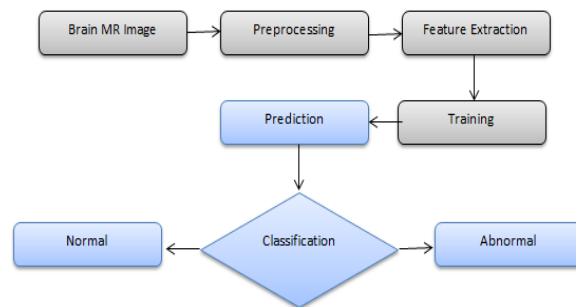 Brain MR Image
Preprocessing
Feature Extraction
Prediction
Training
Normal
Classification
Abnormal